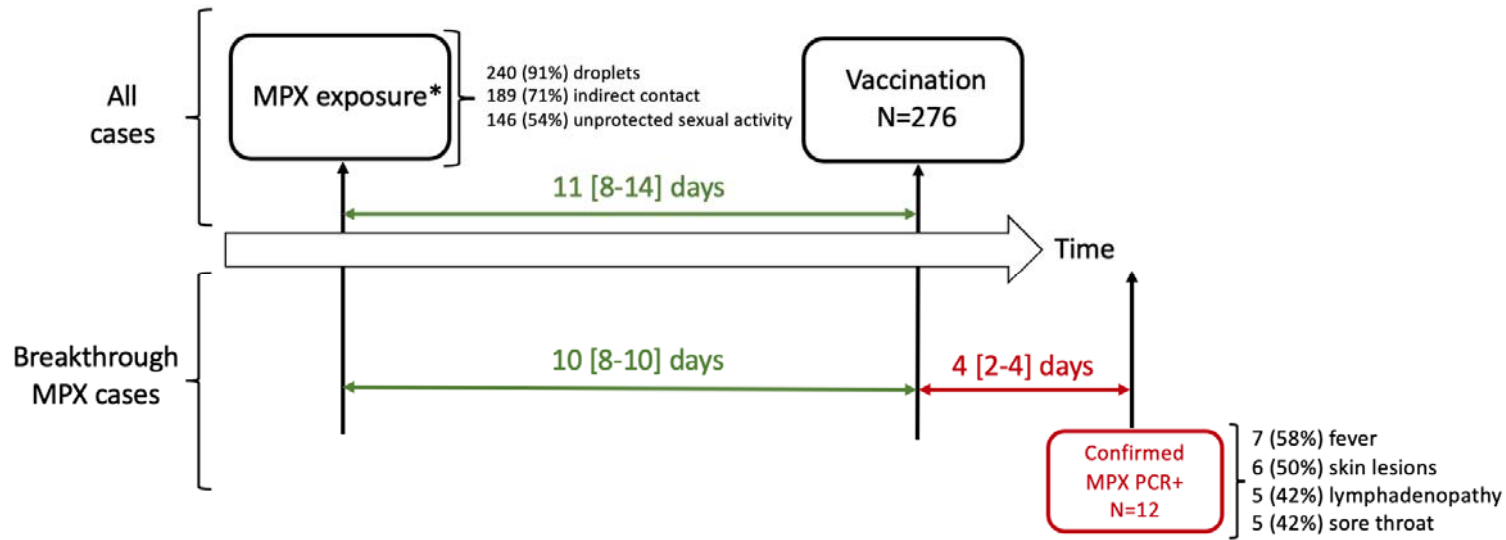 All
cases
MPX exposure*
240 (91%) droplets
189 (71%) indirect contact
146 (54%) unprotected sexual activity
Vaccination
N=276
11 [8-14] days
Time
Breakthrough
MPX cases
10 [8-10] days
4 [2-4] days
Confirmed
MPX PCR+
N=12
7 (58%) fever
6 (50%) skin lesions
5 (42%) lymphadenopathy
5 (42%) sore throat